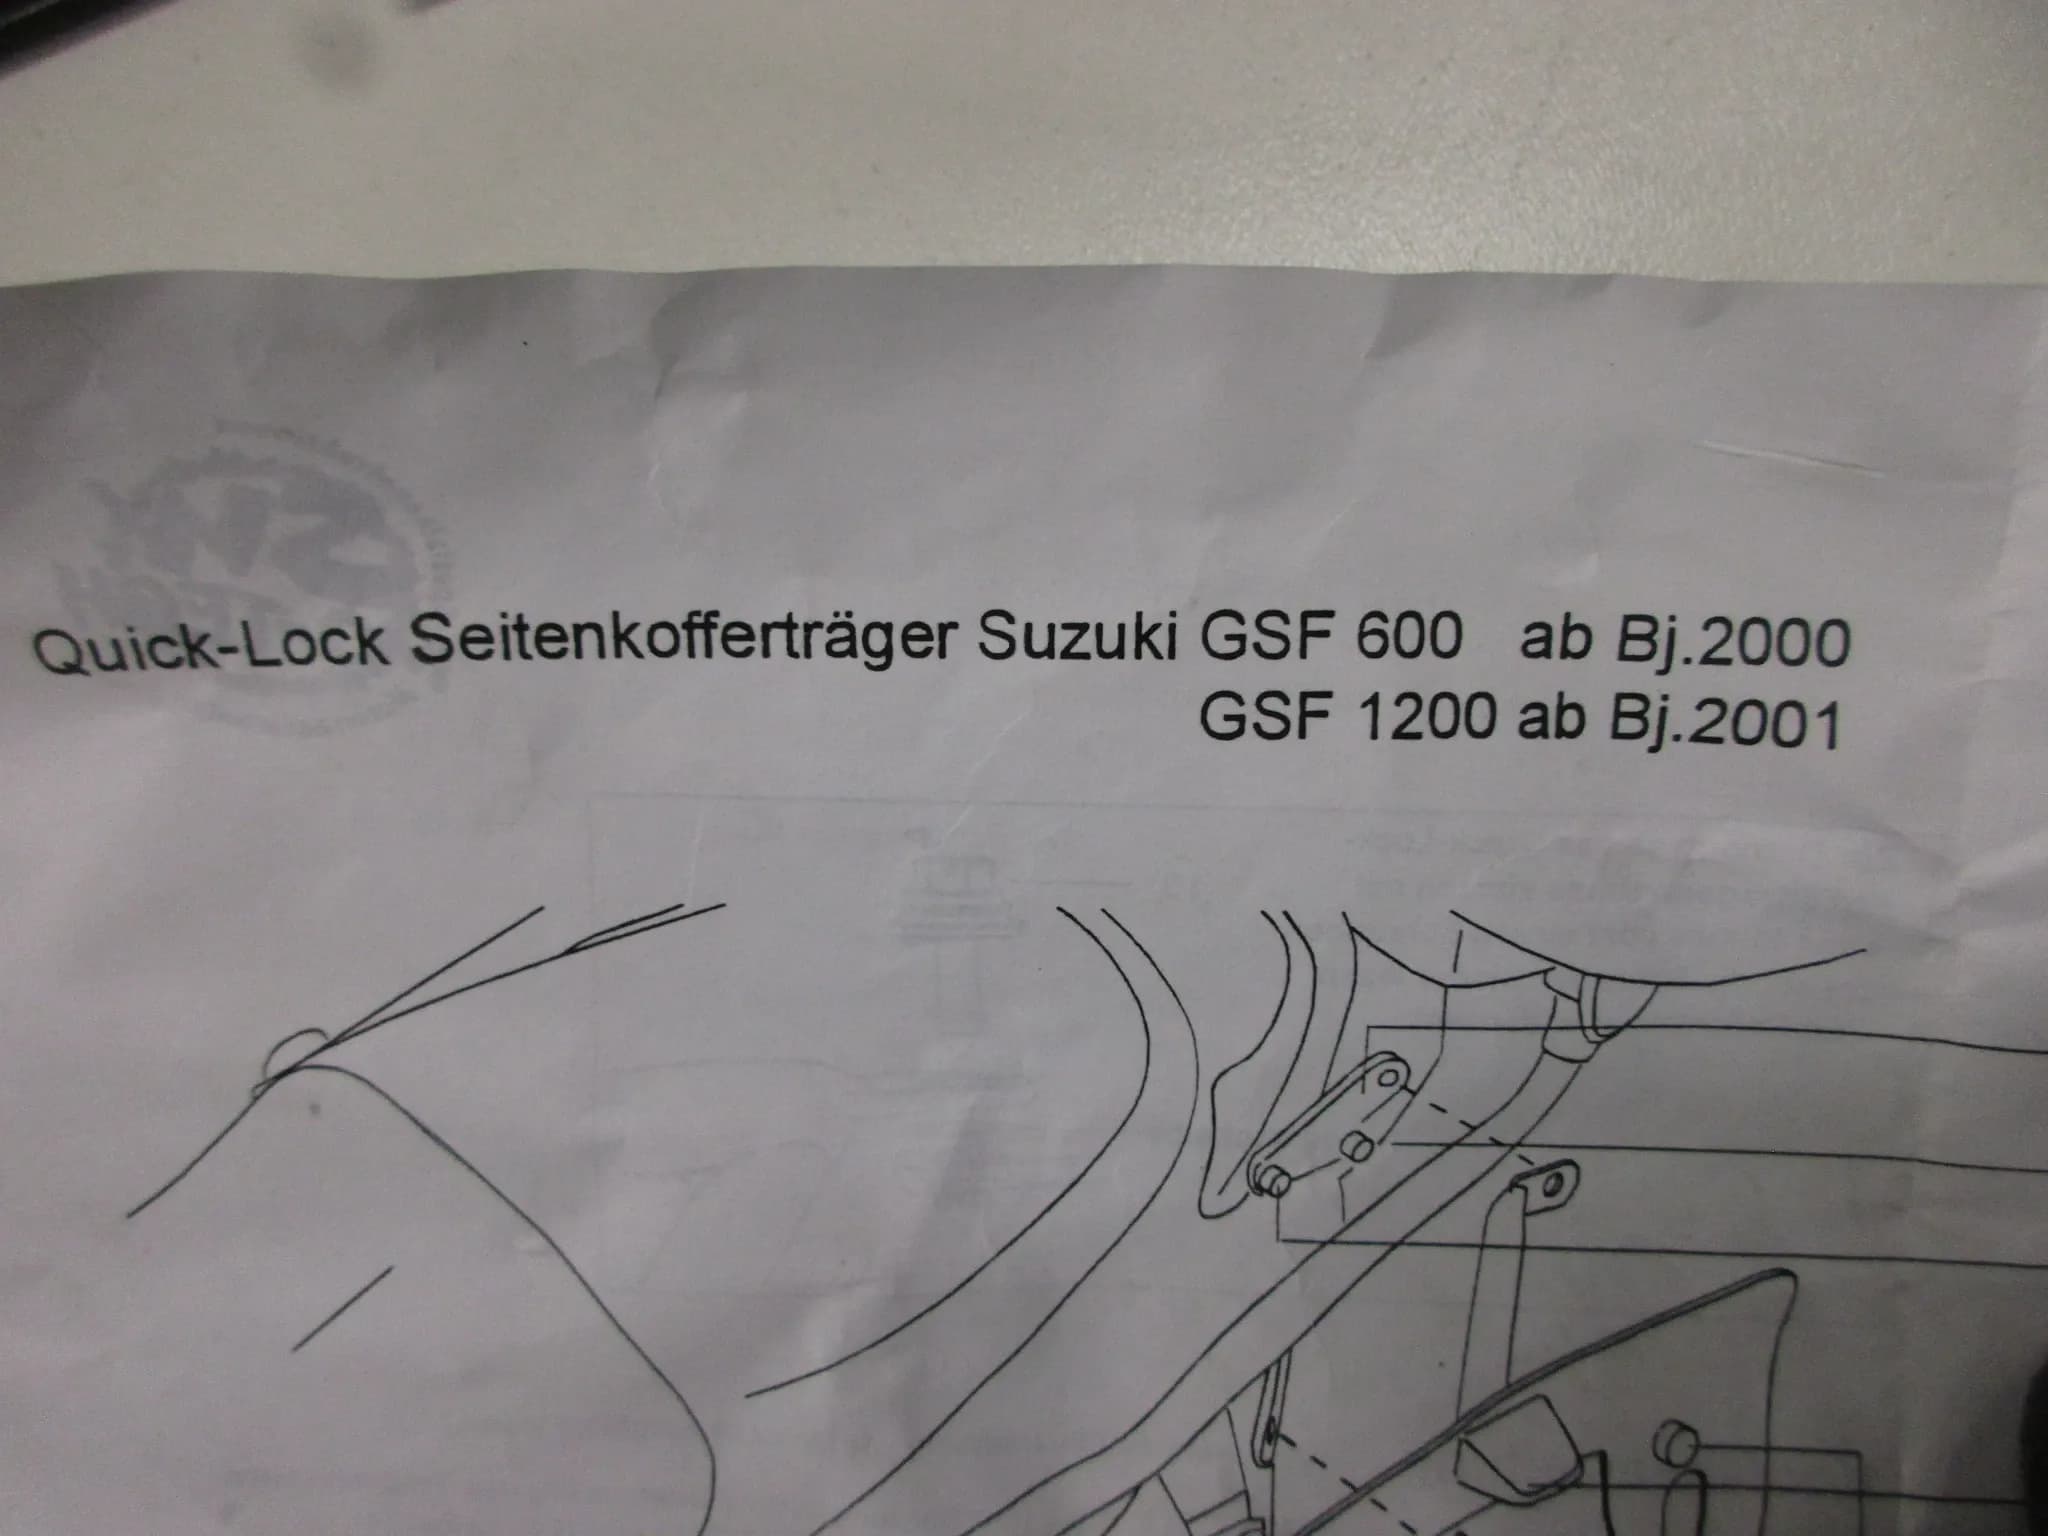 Quick-Lock Seitenkofferträger Suzuki GSF 600 ab Bj.2000
GSF 1200 ab Bj.2001